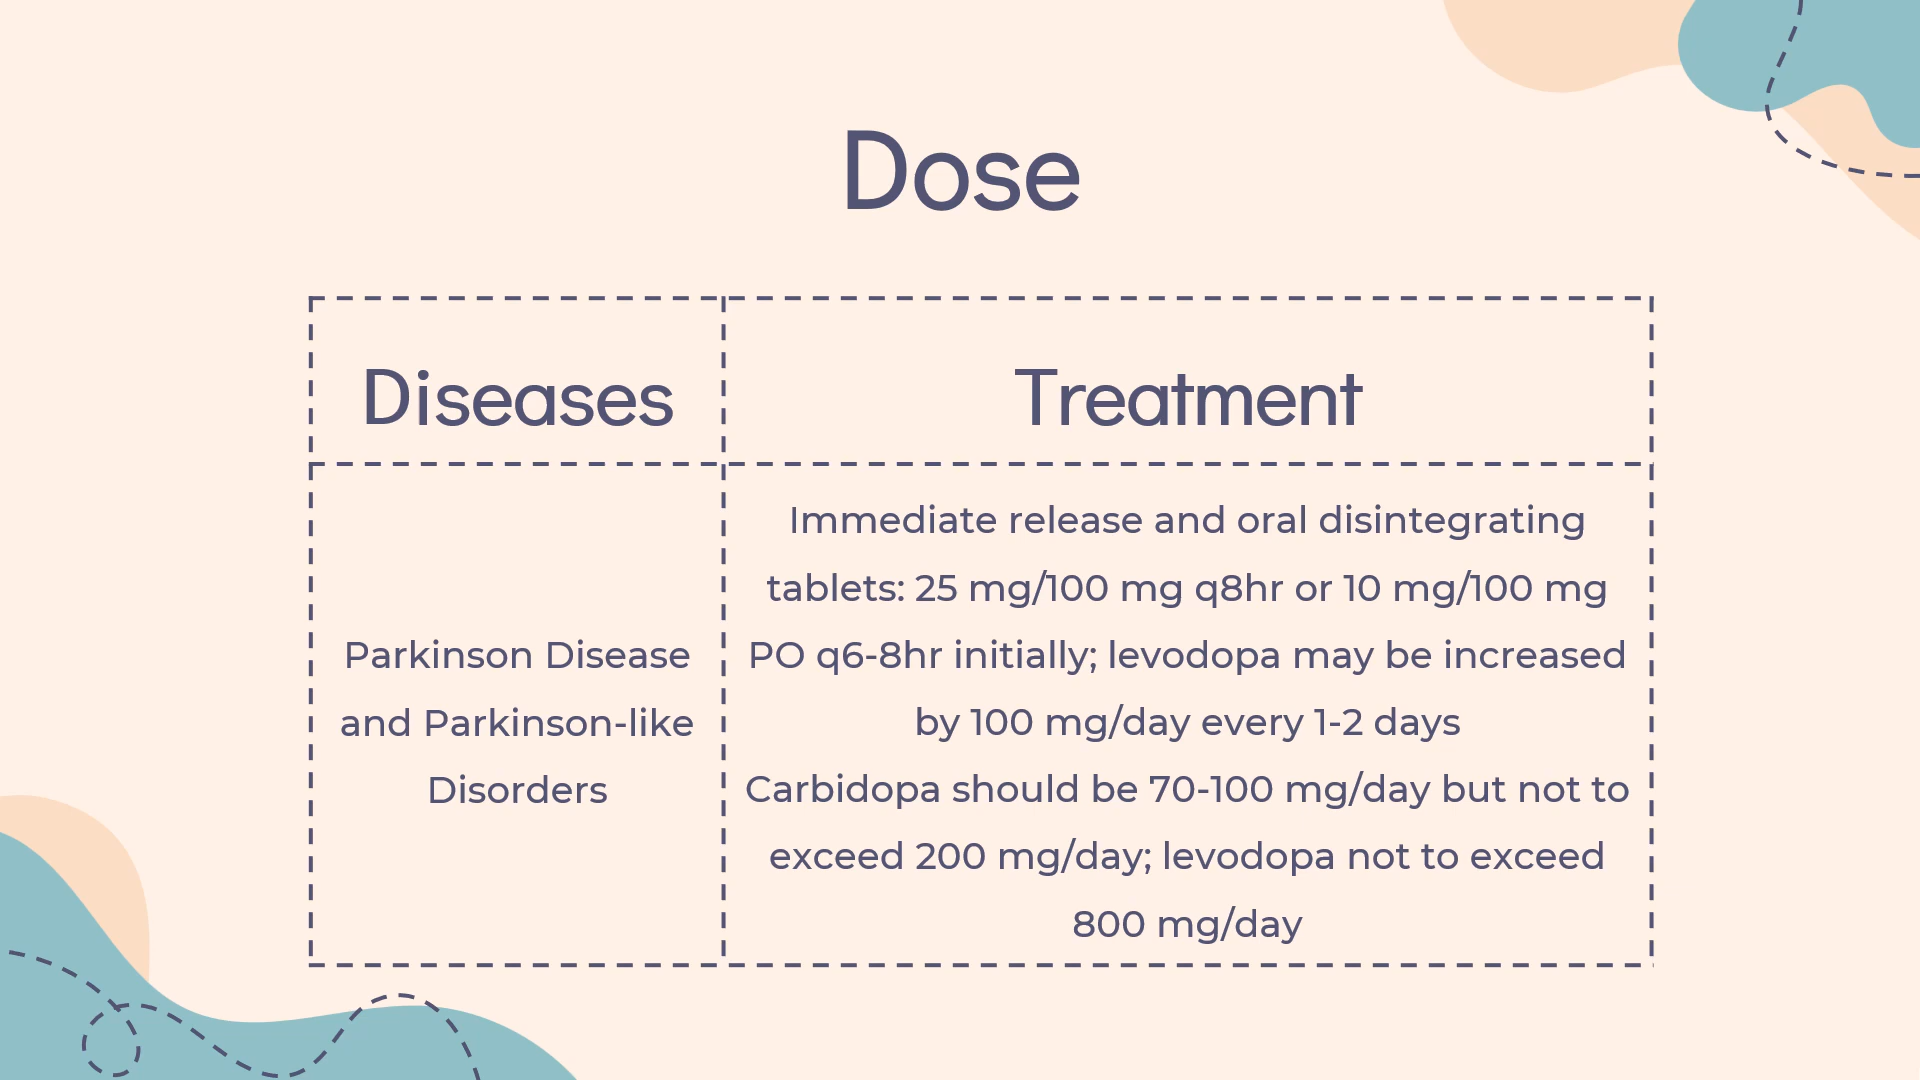 Dose
Diseases
Treatment
Parkinson Disease
and Parkinson-like
Disorders
Immediate release and oral disintegrating
tablets: 25 mg/100 mg q8hr or 10 mg/100 mg
PO q6-8hr initially; levodopa may be increased
by 100 mg/day every 1-2 days
Carbidopa should be 70-100 mg/day but not to
exceed 200 mg/day; levodopa not to exceed
800 mg/day